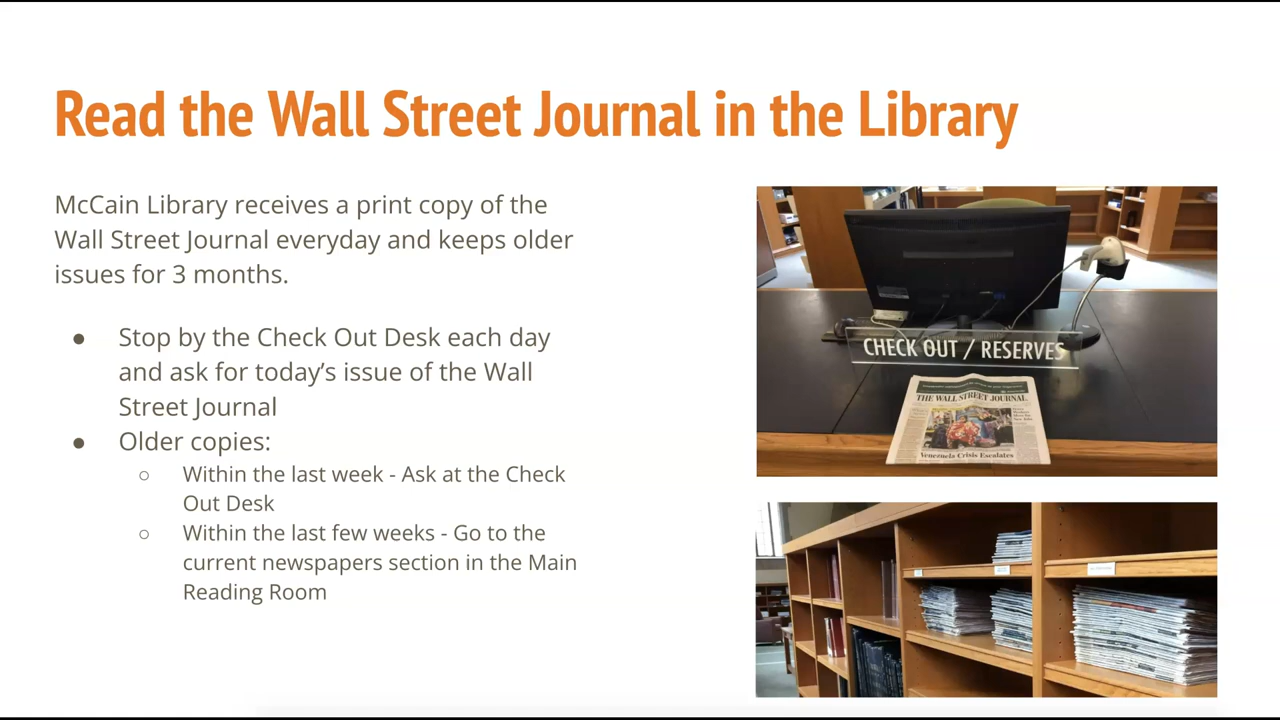 Read the Wall Street Journal in the Library
McCain Library receives a print copy of the
Wall Street Journal everyday and keeps older
issues for 3 months.
● Stop by the Check Out Desk each day
and ask for today’s issue of the Wall
Street Journal
● Older copies:
○ Within the last week - Ask at the Check
Out Desk
○ Within the last few weeks - Go to the
current newspapers section in the Main
Reading Room
CHECK OUT / RESERVES
THE WALL STREET JOURNAL
Venezuela Crisis Escalates